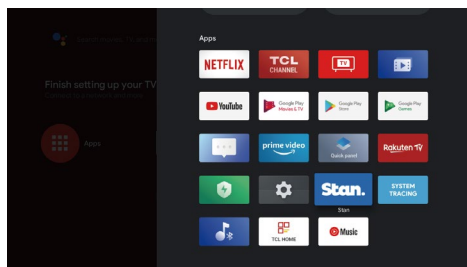 Apps
NETFLIX
TCL
CHANNEL
TV
YouTube
Google Play
Movies & TV
Google Play
Store
Google Play
Games
Finish setting up your TV
Apps
prime video
Quick panel
Rakuten TV
Stan.
SYSTEM
TRACING
Stan
TCL HOME
Music